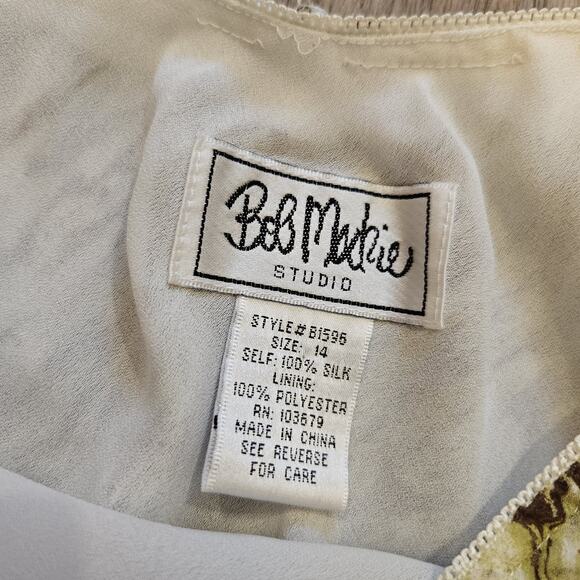 Bob Mackie
STUDIO
STYLE# B1596
SIZE: 14
SELF: 100% SILK
LINING:
100% POLYESTER
RN: 103679
MADE IN CHINA
SEE REVERSE
FOR CARE